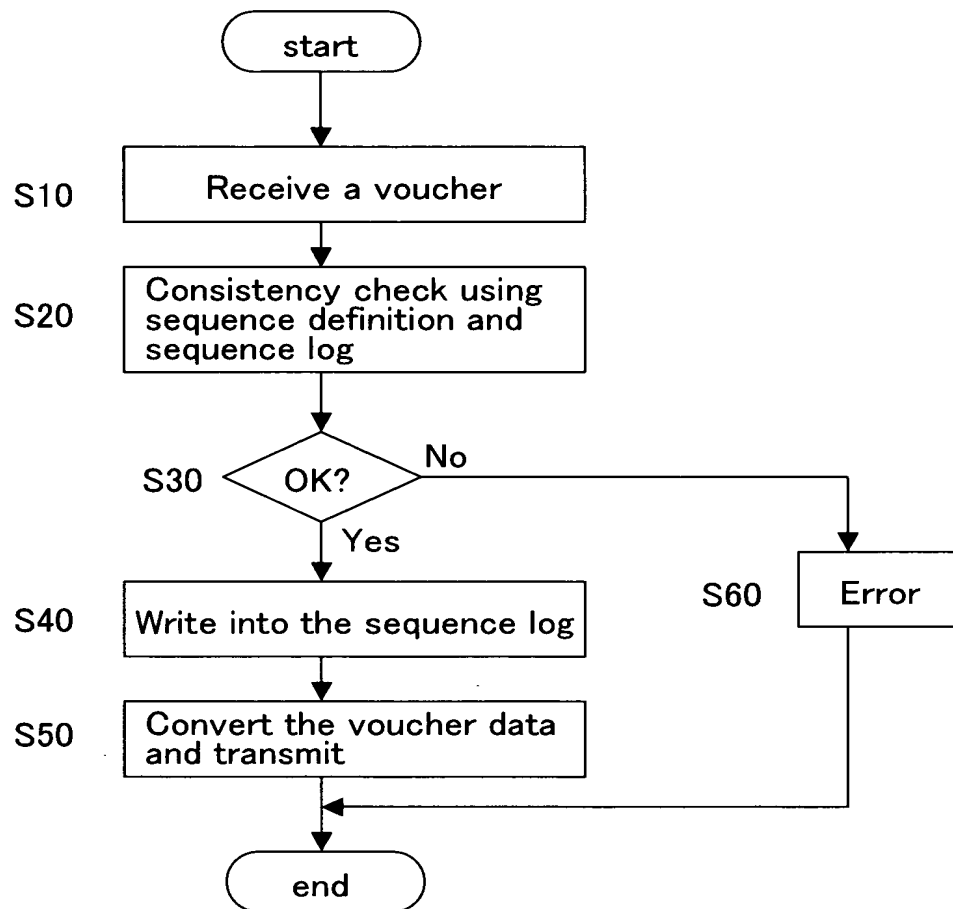 start
S10
Receive a voucher
S20
Consistency check using
sequence definition and
sequence log
S30
OK?
No
Yes
S60
Error
S40
Write into the sequence log
S50
Convert the voucher data
and transmit
end